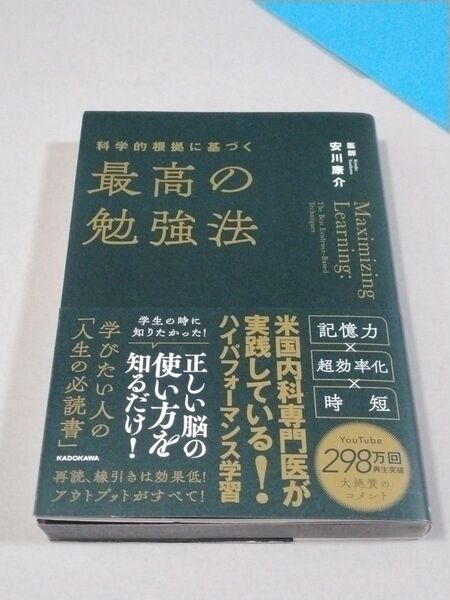 科学的根拠に基づく
最高の
勉強法
医師
安川康介
Maximizing
Learning:
The Best Evidence-Based
Techniques
学生の時に
知りたかった!
正しい脳の
使い方を
知るだけ!
学びたい人の
「人生の必読書」
米国内科専門医が
実践している!
ハイパフォーマンス学習
記憶力
×
超効率化
×
時短
YouTube
298万回
再生突破
大絶賛の
コメント
KADOKAWA
再読、線引きは効果低!
アウトプットがすべて!